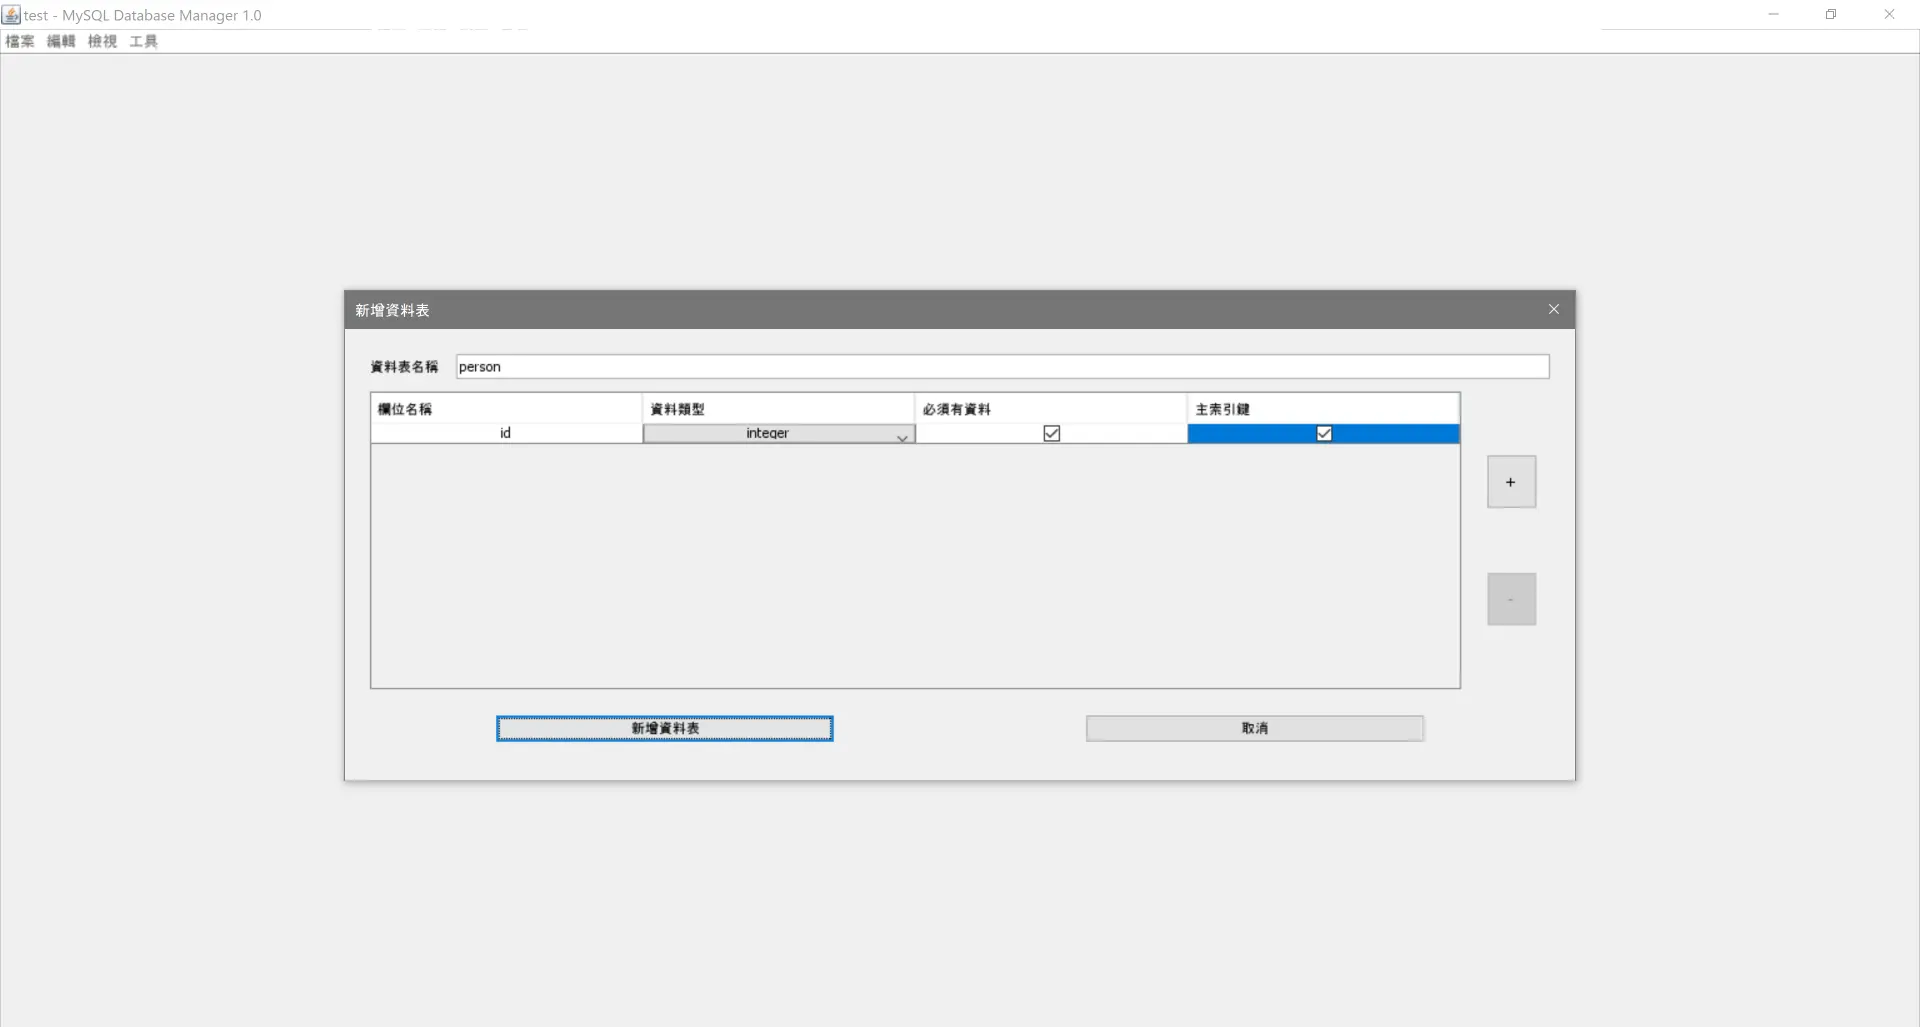 test - MySQL Database Manager 1.0
檔案 編輯 檢視 工具
新增資料表
資料表名稱 person
欄位名稱 資料類型 必須有資料 主索引鍵
id integer
+
-
新增資料表 取消